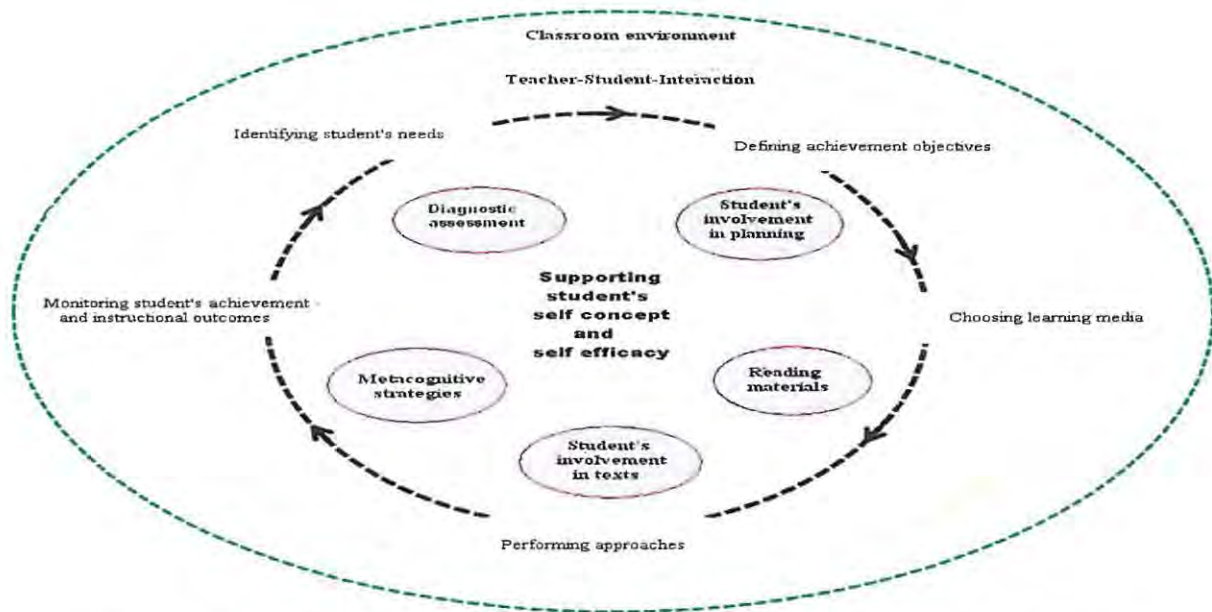 Classroom environment
Teacher-Student-Interaction
Identifying student's needs
Defining achievement objectives
Diagnostic
assessment
Student's
involvement
in planning
Supporting
student's
self concept
and
self efficacy
Monitoring student's achievement
and instructional outcomes
Choosing learning media
Metacognitive
strategies
Reading
materials
Student's
involvement
in texts
Performing approaches